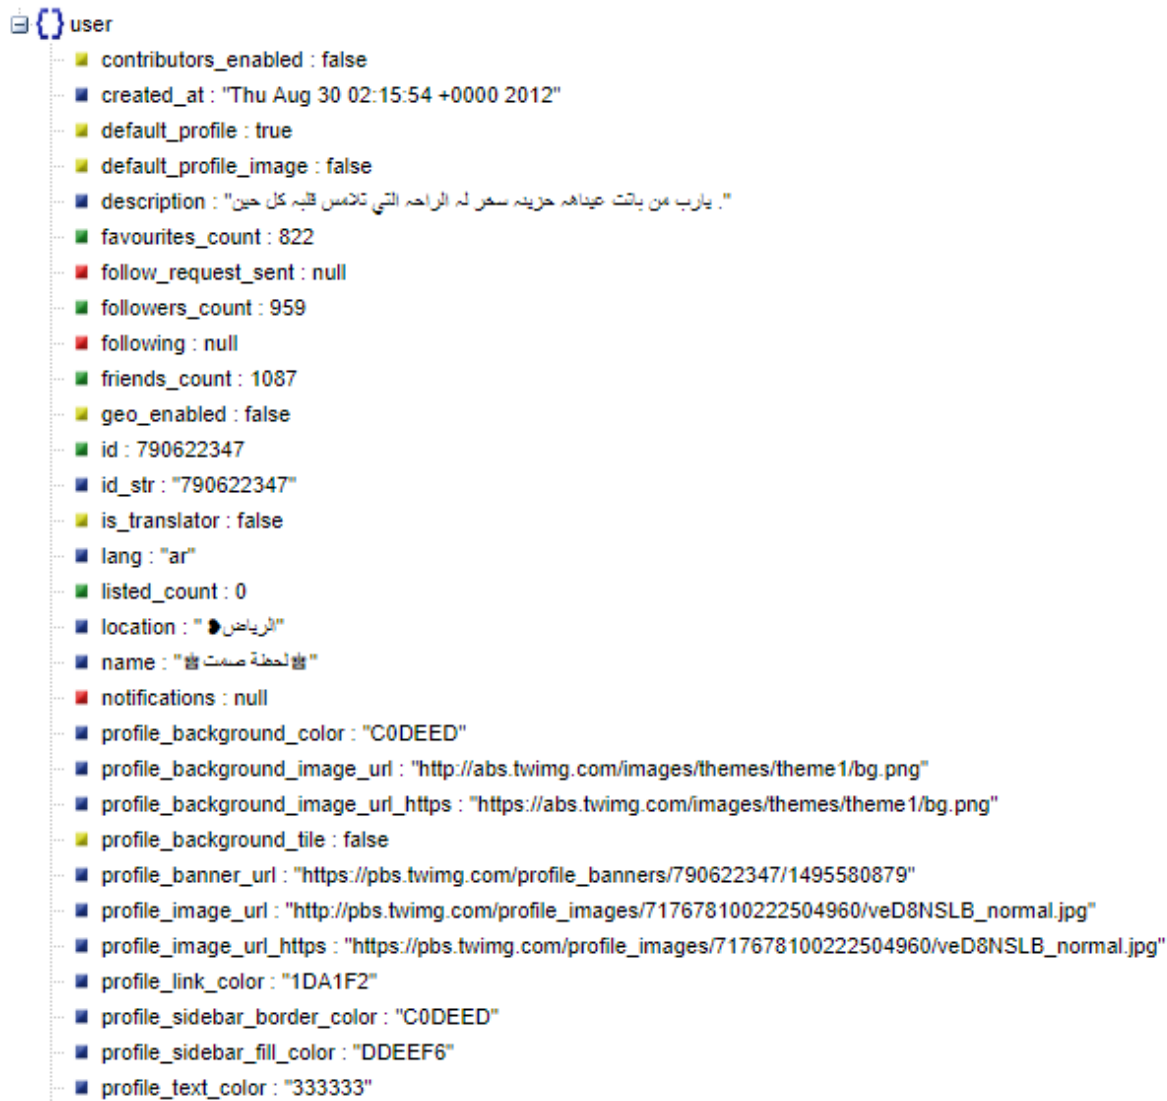 user
contributors_enabled : false
created_at : "Thu Aug 30 02:15:54 +0000 2012"
default_profile : true
default_profile_image : false
description : "يارب من باتت عيناهہ حزينہ سخر لہ الراحہ التي تلامس قلبہ كل حين ."
favourites_count : 822
follow_request_sent : null
followers_count : 959
following : null
friends_count : 1087
geo_enabled : false
id : 790622347
id_str : "790622347"
is_translator : false
lang : "ar"
listed_count : 0
location : "❥الرياض"
name : "♚لحظة صمت♚"
notifications : null
profile_background_color : "C0DEED"
profile_background_image_url : "http://abs.twimg.com/images/themes/theme1/bg.png"
profile_background_image_url_https : "https://abs.twimg.com/images/themes/theme1/bg.png"
profile_background_tile : false
profile_banner_url : "https://pbs.twimg.com/profile_banners/790622347/1495580879"
profile_image_url : "http://pbs.twimg.com/profile_images/717678100222504960/veD8NSLB_normal.jpg"
profile_image_url_https : "https://pbs.twimg.com/profile_images/717678100222504960/veD8NSLB_normal.jpg"
profile_link_color : "1DA1F2"
profile_sidebar_border_color : "C0DEED"
profile_sidebar_fill_color : "DDEEF6"
profile_text_color : "333333"